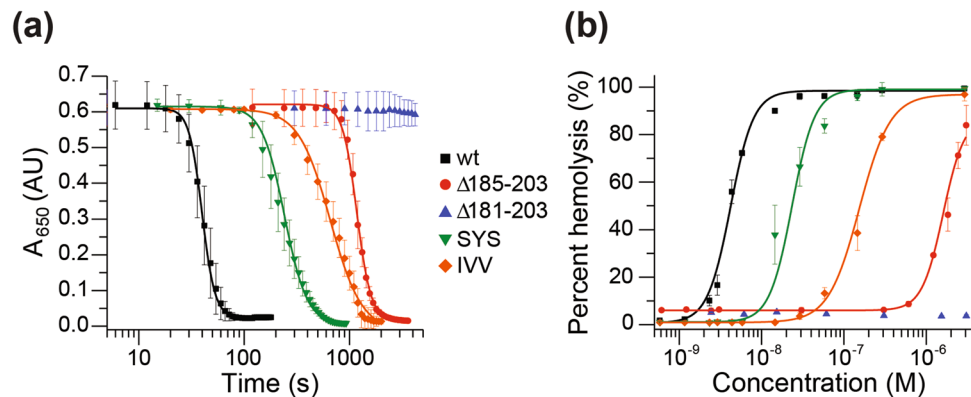 (a)
0.7
0.6
0.5
0.4
0.3
0.2
0.1
0.0
A650 (AU)
10
100
1000
Time (s)
wt
Δ185-203
Δ181-203
SYS
IVV
(b)
100
80
60
40
20
0
Percent hemolysis (%)
10⁻⁹
10⁻⁸
10⁻⁷
10⁻⁶
Concentration (M)